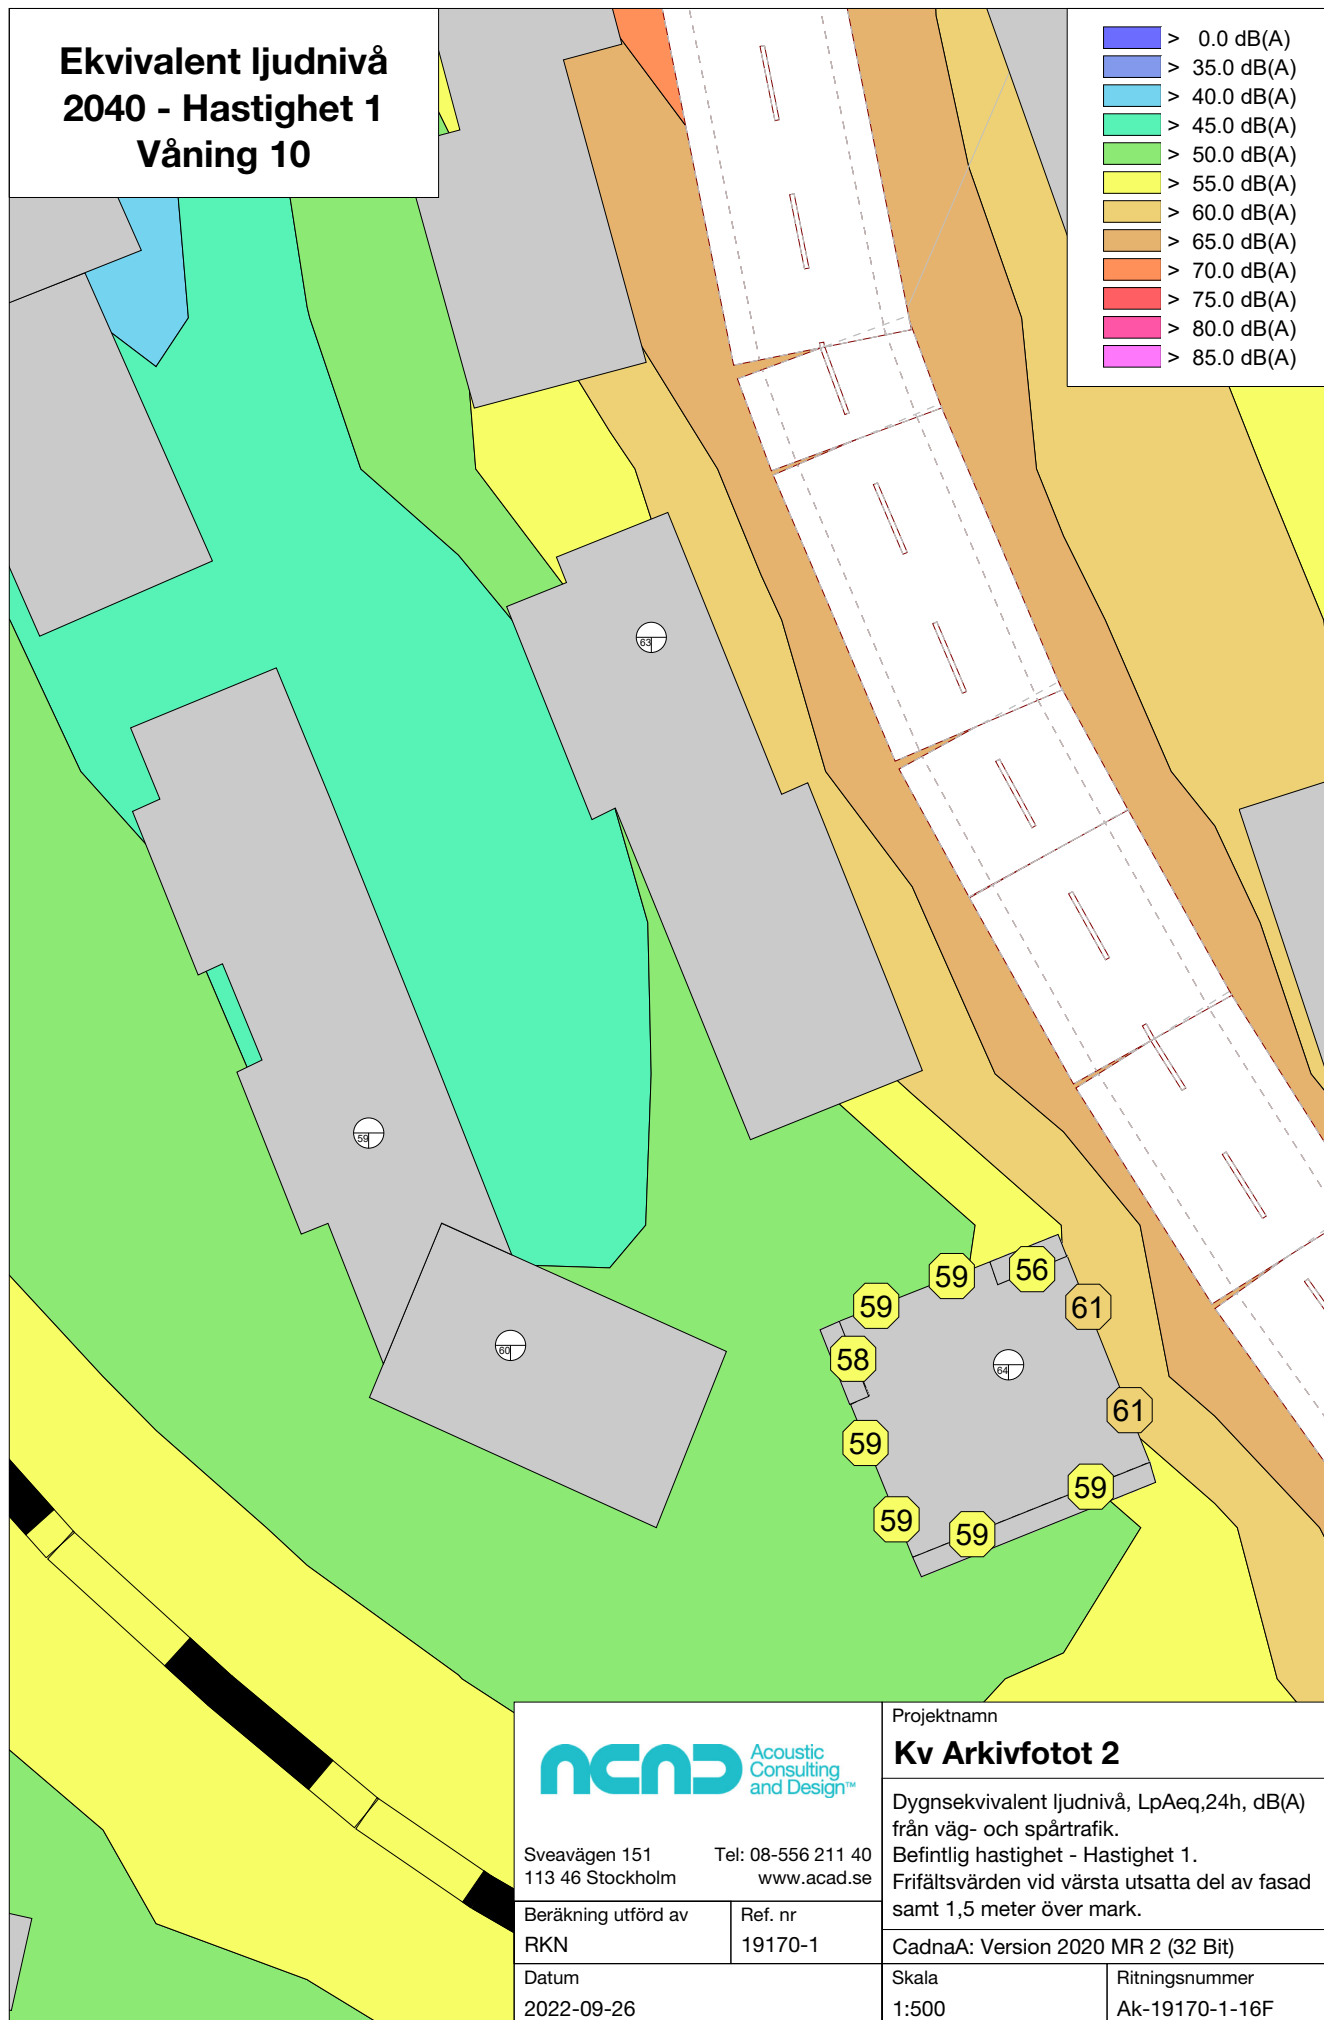 Ekvivalent ljudnivå
2040 - Hastighet 1
Våning 10
> 0.0 dB(A)
> 35.0 dB(A)
> 40.0 dB(A)
> 45.0 dB(A)
> 50.0 dB(A)
> 55.0 dB(A)
> 60.0 dB(A)
> 65.0 dB(A)
> 70.0 dB(A)
> 75.0 dB(A)
> 80.0 dB(A)
> 85.0 dB(A)
63
59
60
64
59
59
56
61
58
61
59
59
59
59
ACAD
Acoustic
Consulting
and Design™
Sveavägen 151 Tel: 08-556 211 40
113 46 Stockholm www.acad.se
Beräkning utförd av
RKN
Ref. nr
19170-1
Datum
2022-09-26
Projektnamn
Kv Arkivfotot 2
Dygnsekvivalent ljudnivå, LpAeq,24h, dB(A)
från väg- och spårtrafik.
Befintlig hastighet - Hastighet 1.
Frifältsvärden vid värsta utsatta del av fasad
samt 1,5 meter över mark.
CadnaA: Version 2020 MR 2 (32 Bit)
Skala
1:500
Ritningsnummer
Ak-19170-1-16F